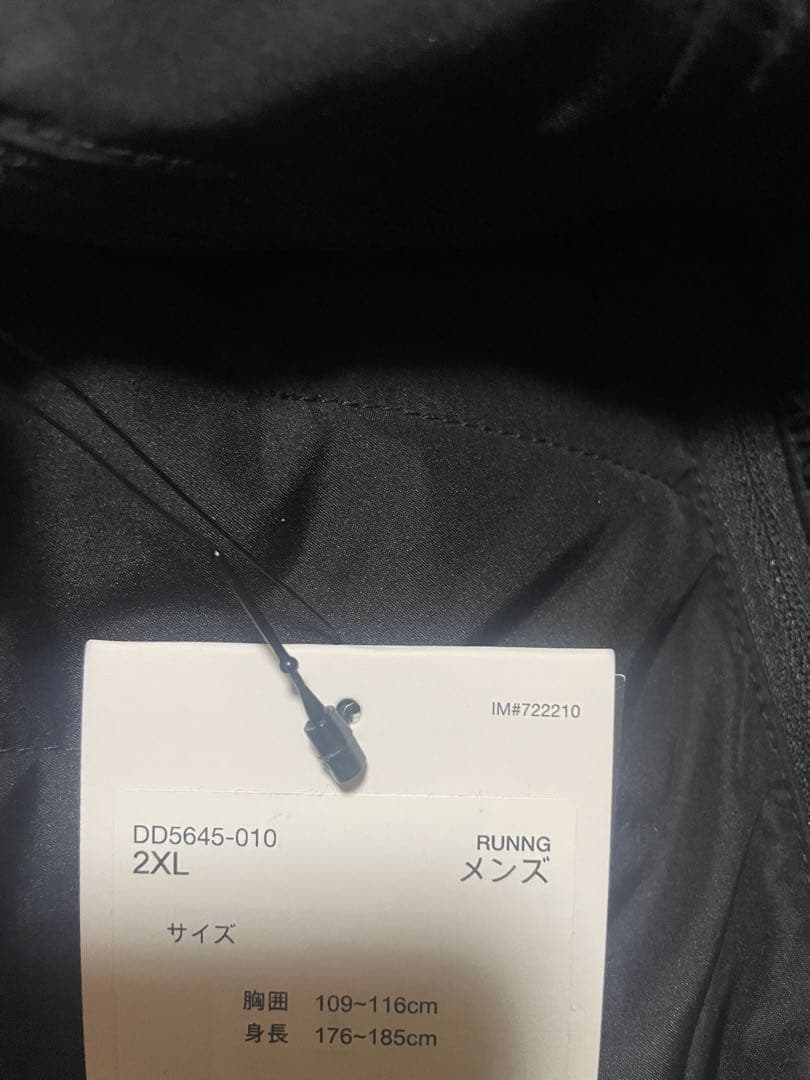 IM#722210
DD5645-010
RUNNG
2XL
メンズ
サイズ
胸囲 109~116cm
身長 176~185cm